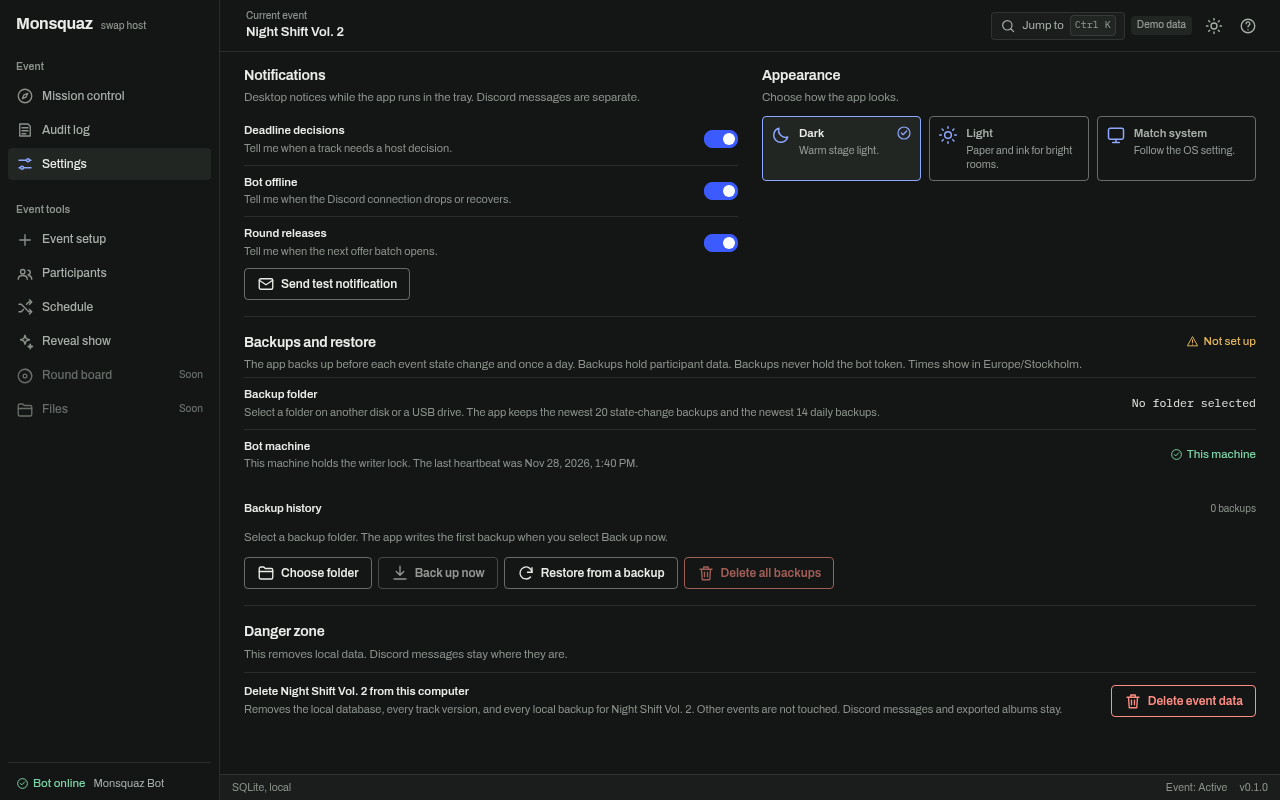 Monsquaz swap host
Event
Mission control
Audit log
Settings
Event tools
Event setup
Participants
Schedule
Reveal show
Round board Soon
Files Soon
Bot online Monsquaz Bot
Current event
Night Shift Vol. 2
Jump to Ctrl K
Demo data
Notifications
Desktop notices while the app runs in the tray. Discord messages are separate.
Deadline decisions
Tell me when a track needs a host decision.
Bot offline
Tell me when the Discord connection drops or recovers.
Round releases
Tell me when the next offer batch opens.
Send test notification
Appearance
Choose how the app looks.
Dark
Warm stage light.
Light
Paper and ink for bright
rooms.
Match system
Follow the OS setting.
Backups and restore
Not set up
The app backs up before each event state change and once a day. Backups hold participant data. Backups never hold the bot token. Times show in Europe/Stockholm.
Backup folder
Select a folder on another disk or a USB drive. The app keeps the newest 20 state-change backups and the newest 14 daily backups.
No folder selected
Bot machine
This machine holds the writer lock. The last heartbeat was Nov 28, 2026, 1:40 PM.
This machine
Backup history
0 backups
Select a backup folder. The app writes the first backup when you select Back up now.
Choose folder
Back up now
Restore from a backup
Delete all backups
Danger zone
This removes local data. Discord messages stay where they are.
Delete Night Shift Vol. 2 from this computer
Removes the local database, every track version, and every local backup for Night Shift Vol. 2. Other events are not touched. Discord messages and exported albums stay.
Delete event data
SQLite, local
Event: Active v0.1.0